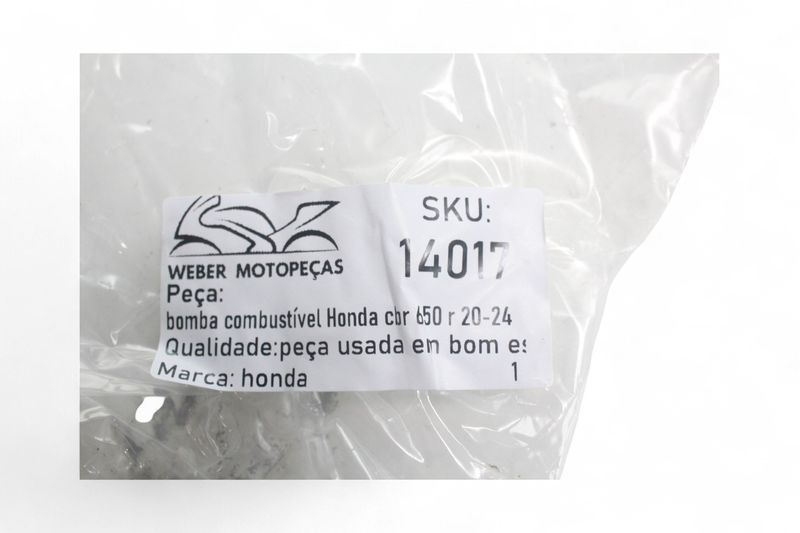 SKU:
14017
WEBER MOTOPEÇAS
Peça:
bomba combustível Honda cbr 650 r 20-24
Qualidade:peça usada em bom es
Marca: honda 1